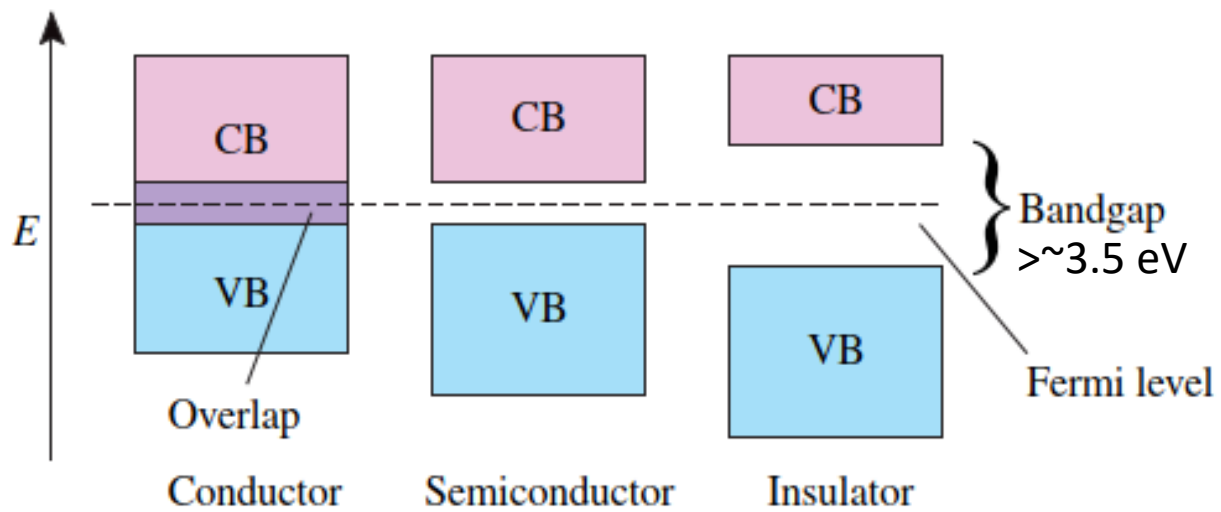 CB
CB
CB
E
Bandgap
>~3.5 eV
VB
VB
VB
Fermi level
Overlap
Conductor
Semiconductor
Insulator